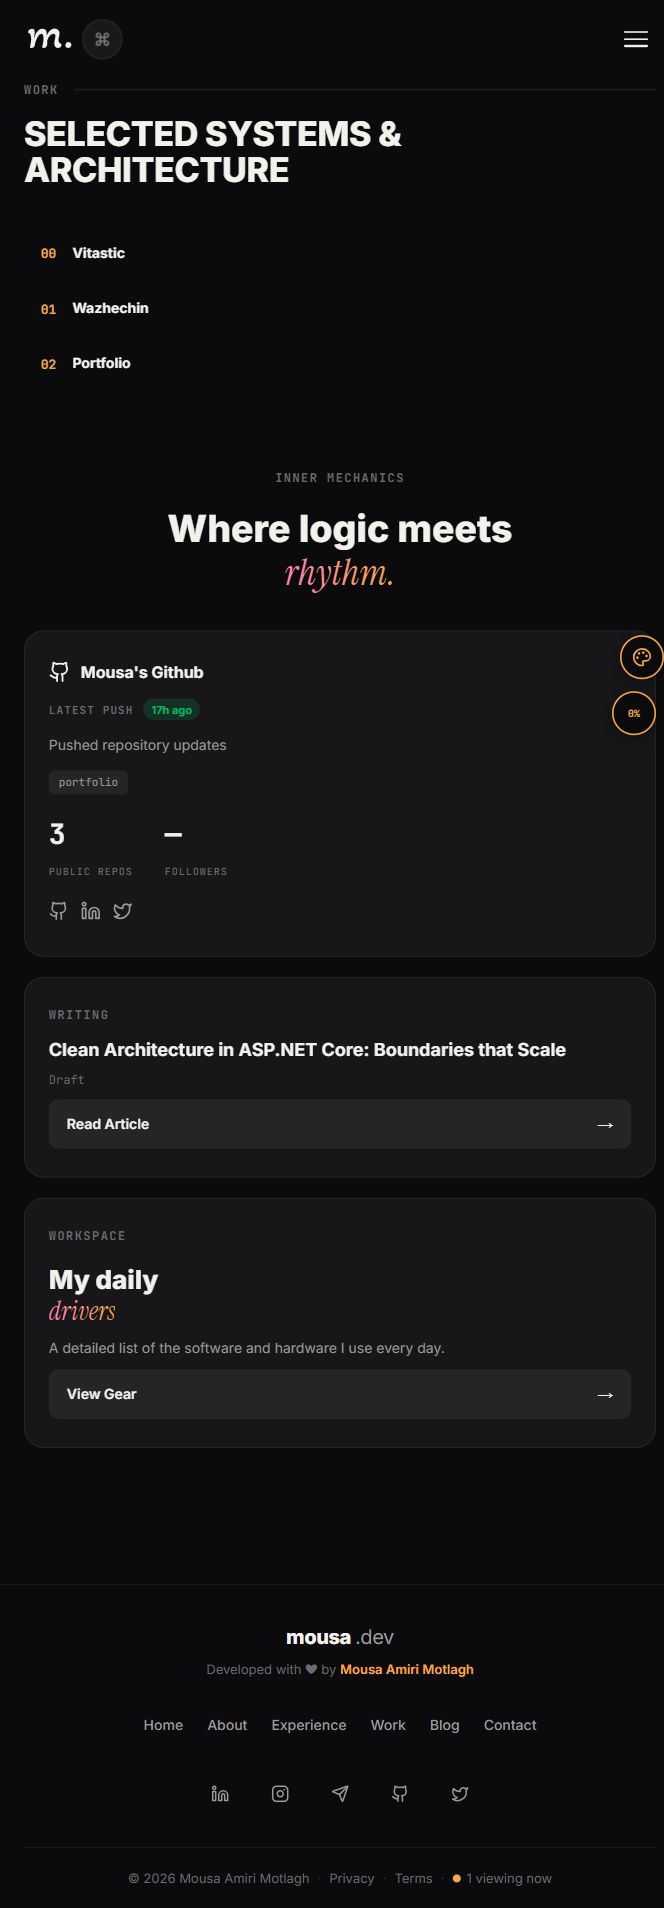 m. ⌘
WORK
SELECTED SYSTEMS &
ARCHITECTURE
00 Vitastic
01 Wazhechin
02 Portfolio
INNER MECHANICS
Where logic meets
rhythm.
Mousa's Github
LATEST PUSH 17h ago
Pushed repository updates
portfolio
3 —
PUBLIC REPOS FOLLOWERS
0%
WRITING
Clean Architecture in ASP.NET Core: Boundaries that Scale
Draft
Read Article →
WORKSPACE
My daily
drivers
A detailed list of the software and hardware I use every day.
View Gear →
mousa .dev
Developed with ♥ by Mousa Amiri Motlagh
Home About Experience Work Blog Contact
© 2026 Mousa Amiri Motlagh · Privacy · Terms · 1 viewing now